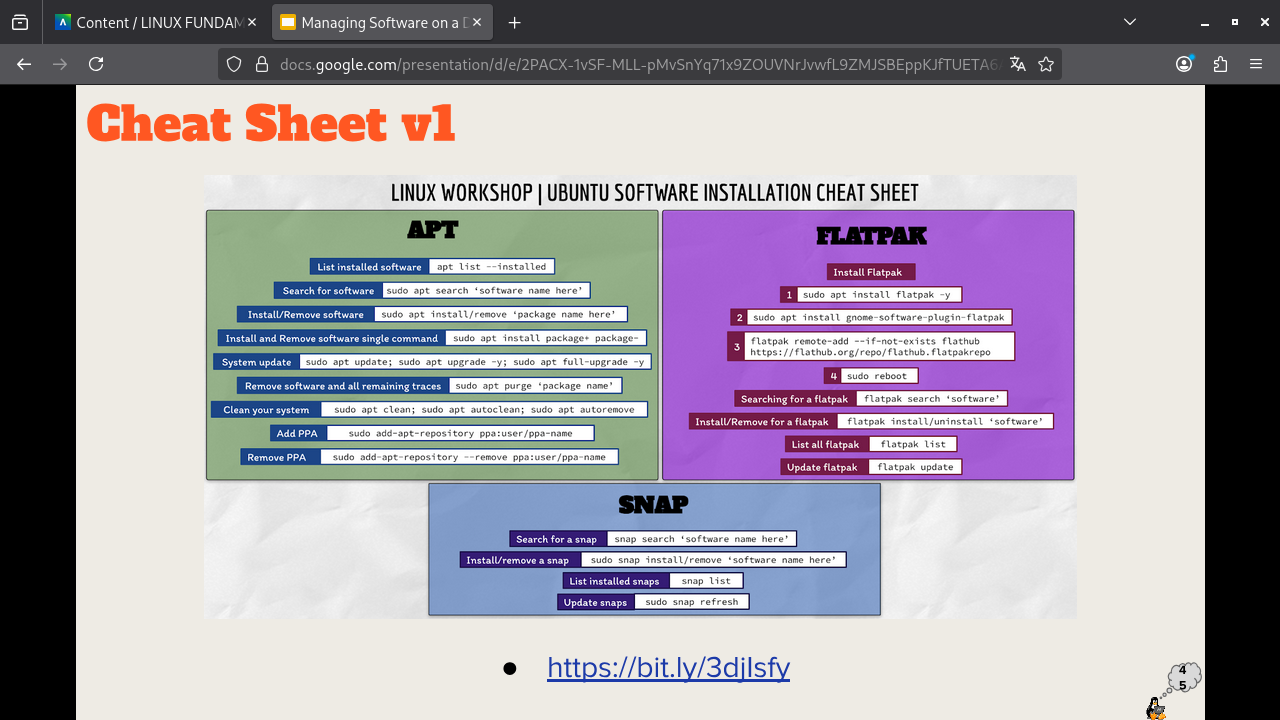 Content / LINUX FUNDAM
Managing Software on a D
docs.google.com/presentation/d/e/2PACX-1vSF-MLL-pMvSnYq71x9ZOUVNrJvwfL9ZMJSBEppKJfTUETA6
Cheat Sheet v1
LINUX WORKSHOP | UBUNTU SOFTWARE INSTALLATION CHEAT SHEET
APT
List installed software apt list --installed
Search for software sudo apt search ‘software name here’
Install/Remove software sudo apt install/remove ‘package name here’
Install and Remove software single command sudo apt install package+ package-
System update sudo apt update; sudo apt upgrade -y; sudo apt full-upgrade -y
Remove software and all remaining traces sudo apt purge ‘package name’
Clean your system sudo apt clean; sudo apt autoclean; sudo apt autoremove
Add PPA sudo add-apt-repository ppa:user/ppa-name
Remove PPA sudo add-apt-repository --remove ppa:user/ppa-name
FLATPAK
Install Flatpak
1 sudo apt install flatpak -y
2 sudo apt install gnome-software-plugin-flatpak
3 flatpak remote-add --if-not-exists flathub
https://flathub.org/repo/flathub.flatpakrepo
4 sudo reboot
Searching for a flatpak flatpak search ‘software’
Install/Remove for a flatpak flatpak install/uninstall ‘software’
List all flatpak flatpak list
Update flatpak flatpak update
SNAP
Search for a snap snap search ‘software name here’
Install/remove a snap sudo snap install/remove ‘software name here’
List installed snaps snap list
Update snaps sudo snap refresh
● https://bit.ly/3djIsfy
4
5